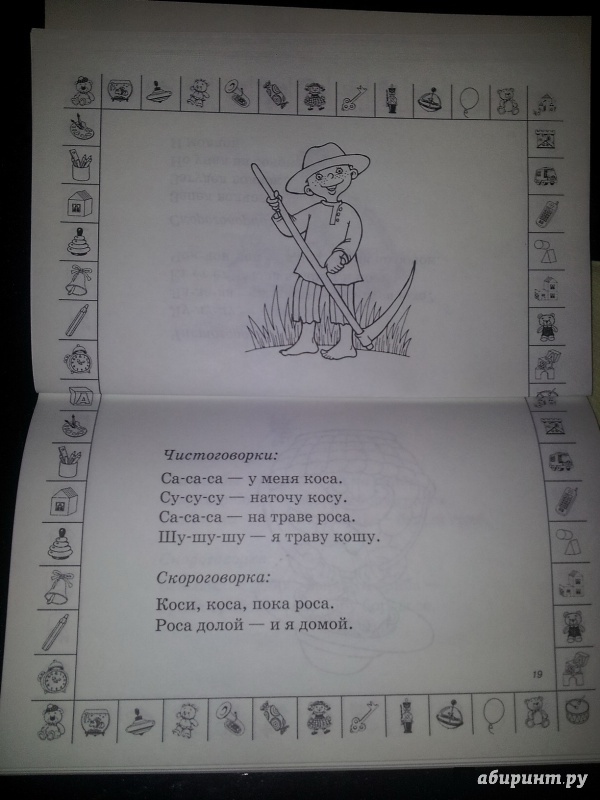 Чистоговорки:
Са-са-са — у меня коса.
Су-су-су — наточу косу.
Са-са-са — на траве роса.
Шу-шу-шу — я траву кошу.
Скороговорка:
Коси, коса, пока роса.
Роса долой — и я домой.
19
абиринт.ру